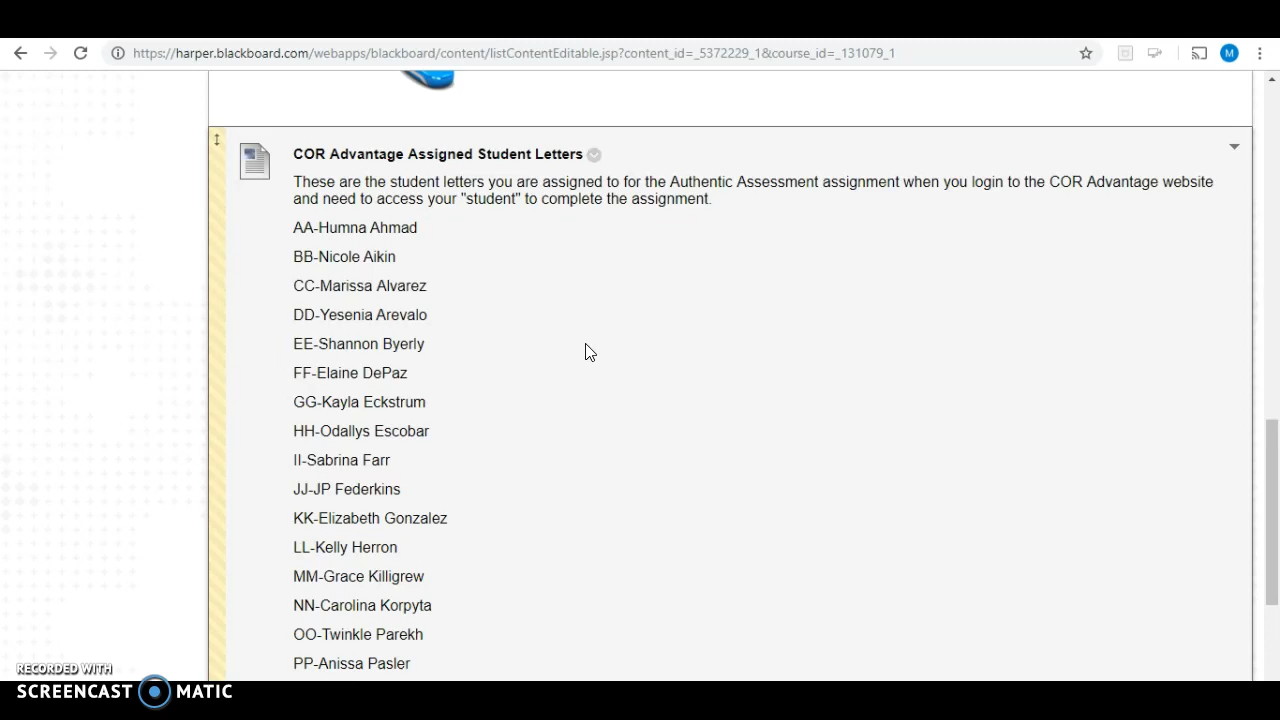 https://harper.blackboard.com/webapps/blackboard/content/listContentEditable.jsp?content_id=_5372229_1&course_id=_131079_1
M
COR Advantage Assigned Student Letters
These are the student letters you are assigned to for the Authentic Assessment assignment when you login to the COR Advantage website
and need to access your "student" to complete the assignment.
AA-Humna Ahmad
BB-Nicole Aikin
CC-Marissa Alvarez
DD-Yesenia Arevalo
EE-Shannon Byerly
FF-Elaine DePaz
GG-Kayla Eckstrum
HH-Odallys Escobar
II-Sabrina Farr
JJ-JP Federkins
KK-Elizabeth Gonzalez
LL-Kelly Herron
MM-Grace Killigrew
NN-Carolina Korpyta
OO-Twinkle Parekh
PP-Anissa Pasler
RECORDED WITH
SCREENCAST MATIC